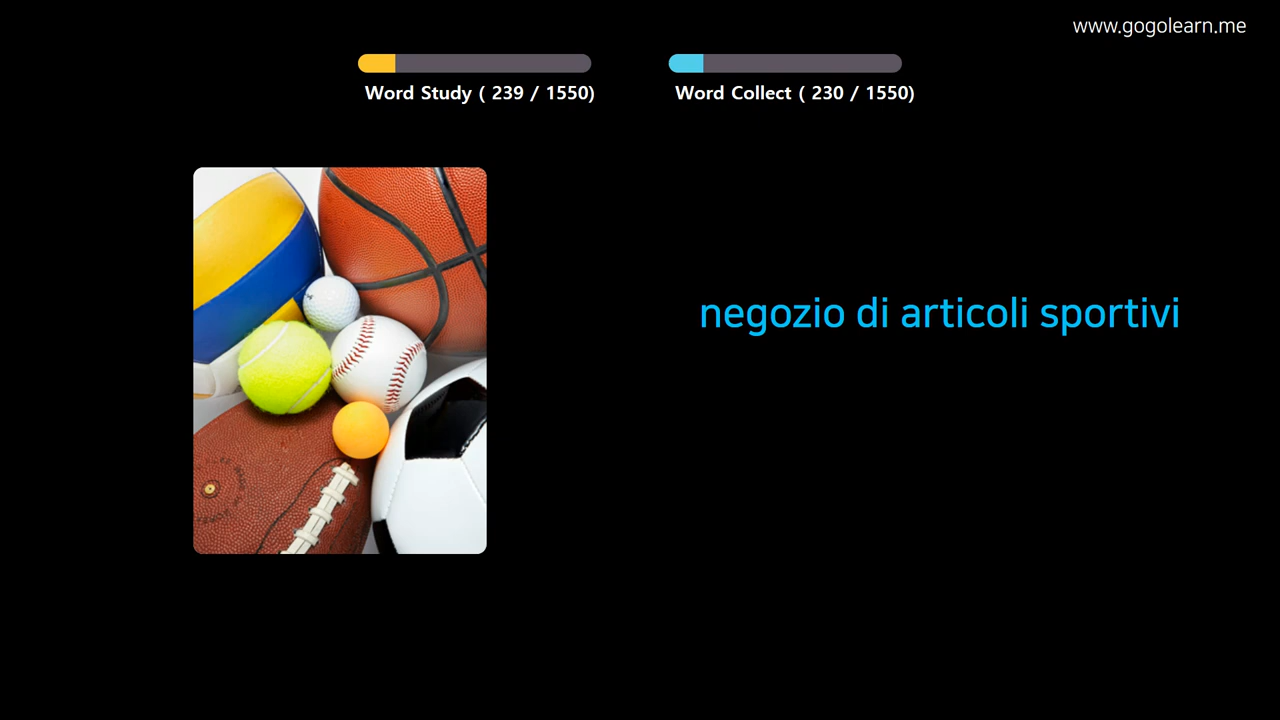 www.gogolearn.me
Word Study ( 239 / 1550)
Word Collect ( 230 / 1550)
negozio di articoli sportivi